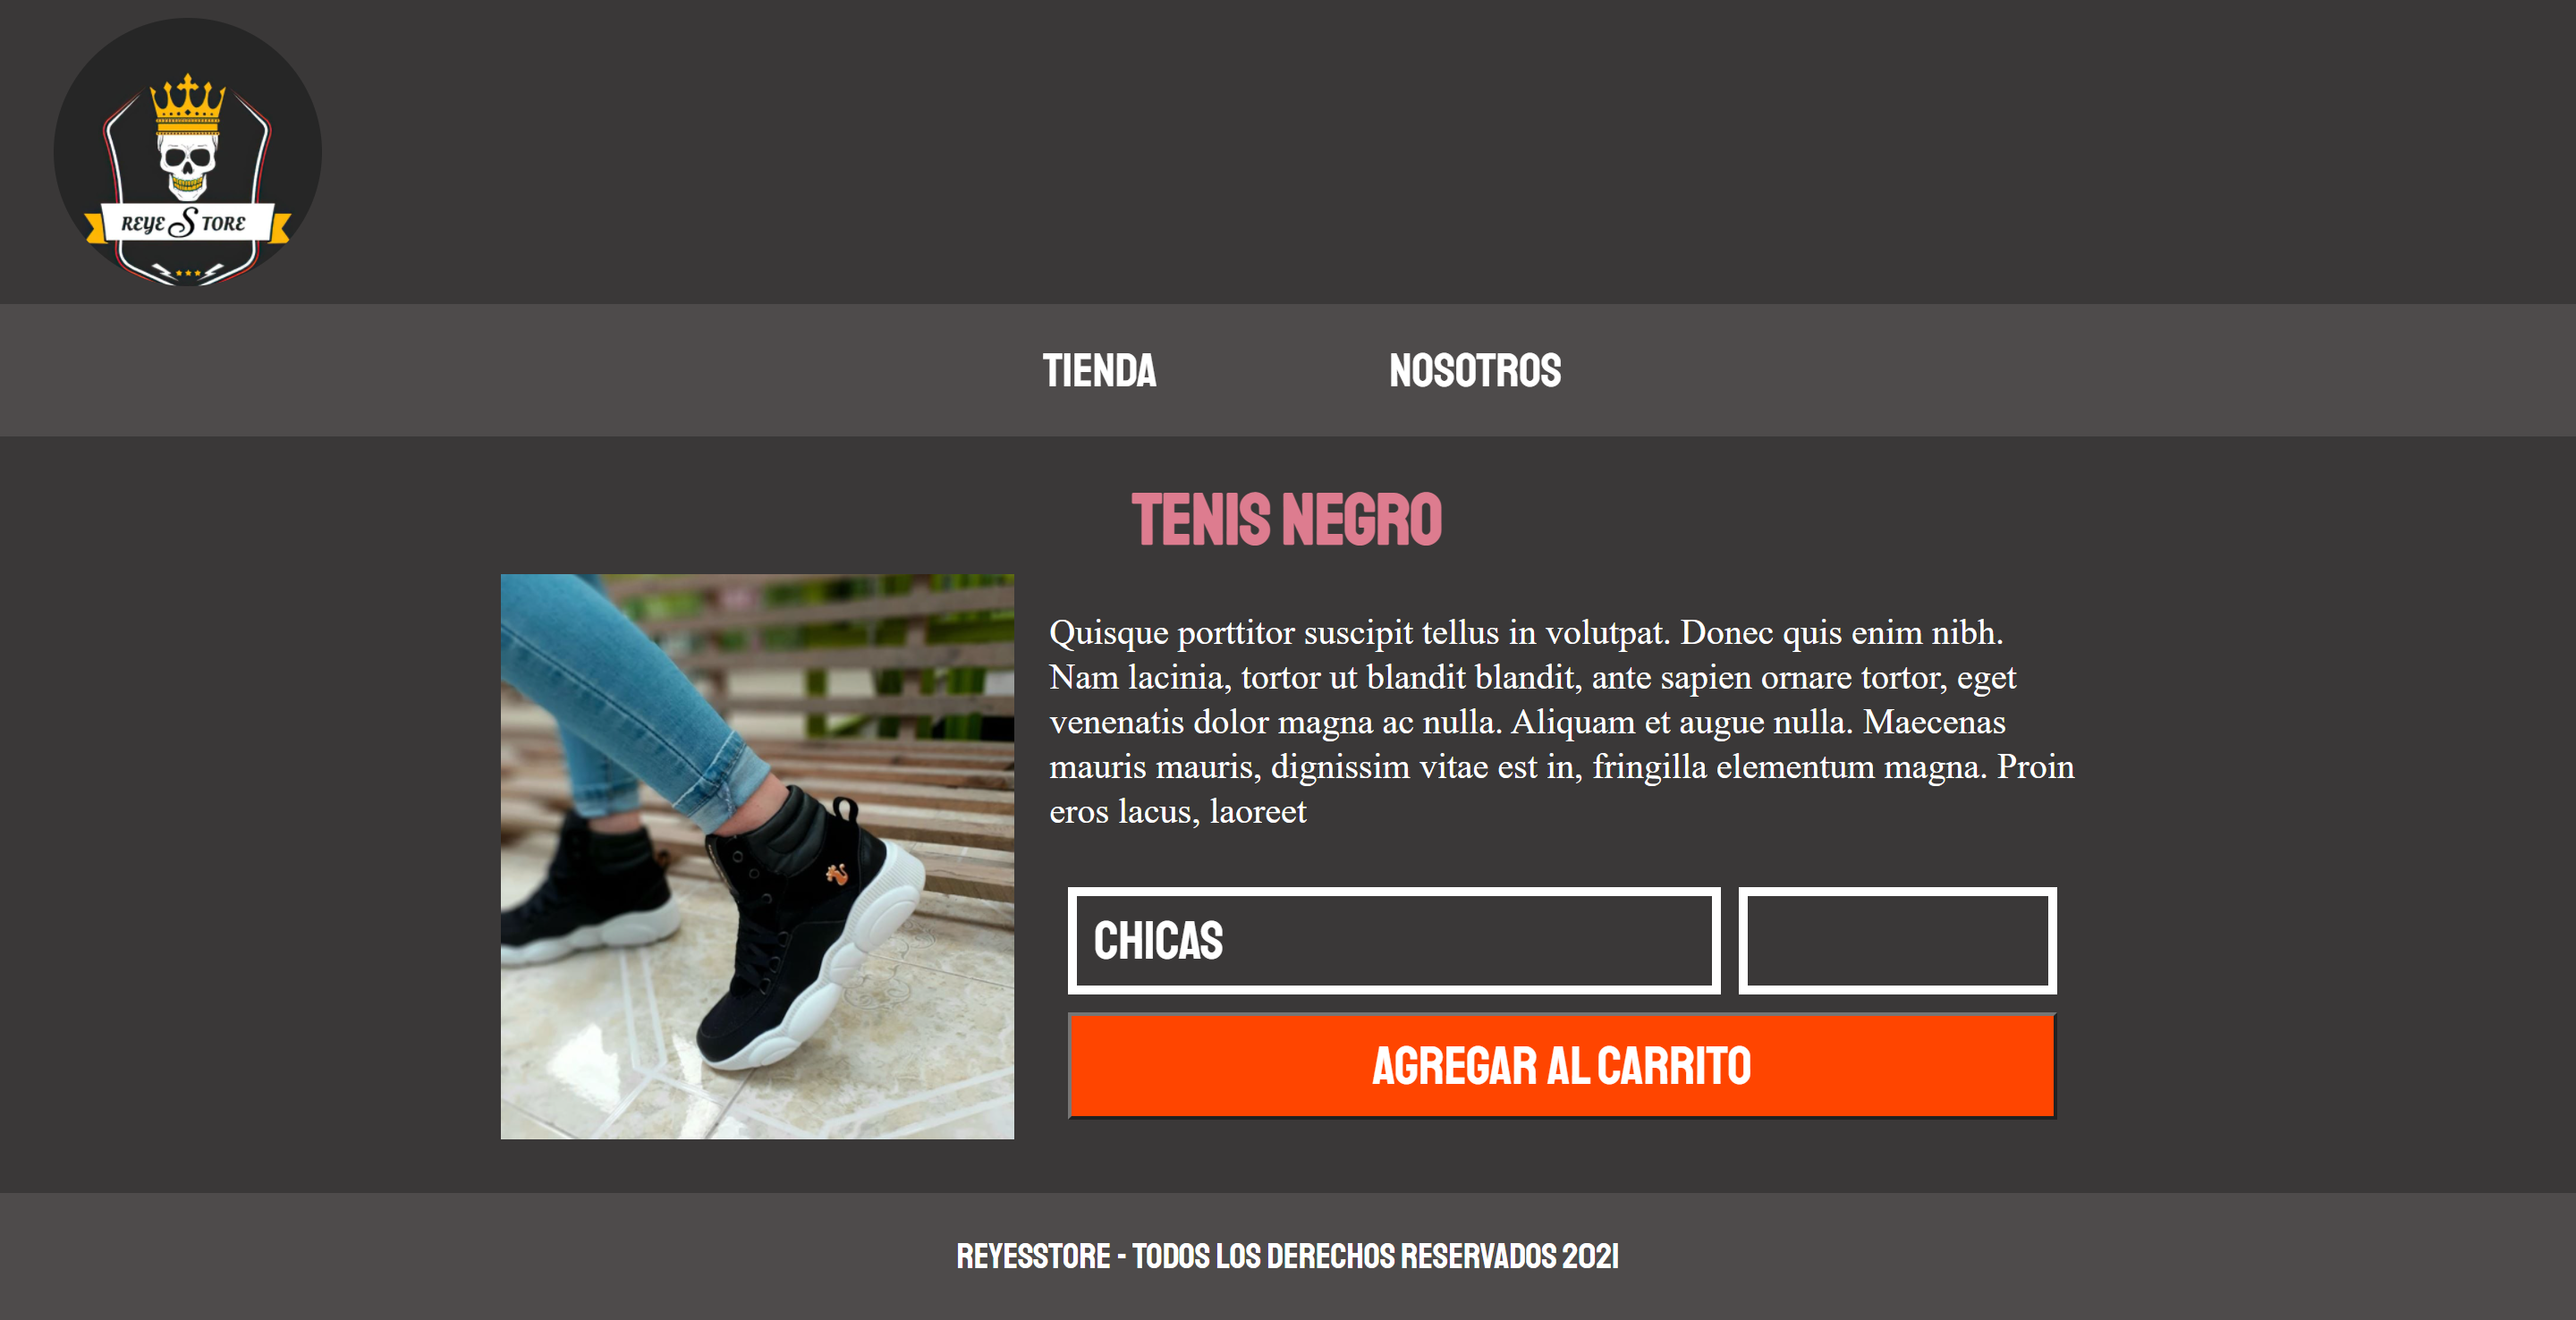 REYE S TORE
TIENDA
NOSOTROS
TENIS NEGRO
Quisque porttitor suscipit tellus in volutpat. Donec quis enim nibh.
Nam lacinia, tortor ut blandit blandit, ante sapien ornare tortor, eget
venenatis dolor magna ac nulla. Aliquam et augue nulla. Maecenas
mauris mauris, dignissim vitae est in, fringilla elementum magna. Proin
eros lacus, laoreet
CHICAS
AGREGAR AL CARRITO
REYESSTORE - TODOS LOS DERECHOS RESERVADOS 2021